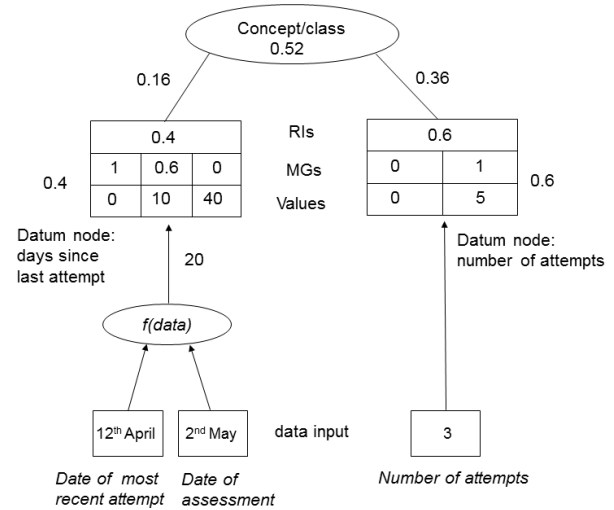 Concept/class
0.52
0.16
0.36
0.4
RIs
0.6
1 0.6 0
MGs
0 1
0.4
0.6
0 10 40
Values
0 5
Datum node:
days since
last attempt
20
Datum node:
number of attempts
f(data)
12th April
2nd May
data input
3
Date of most
recent attempt
Date of
assessment
Number of attempts